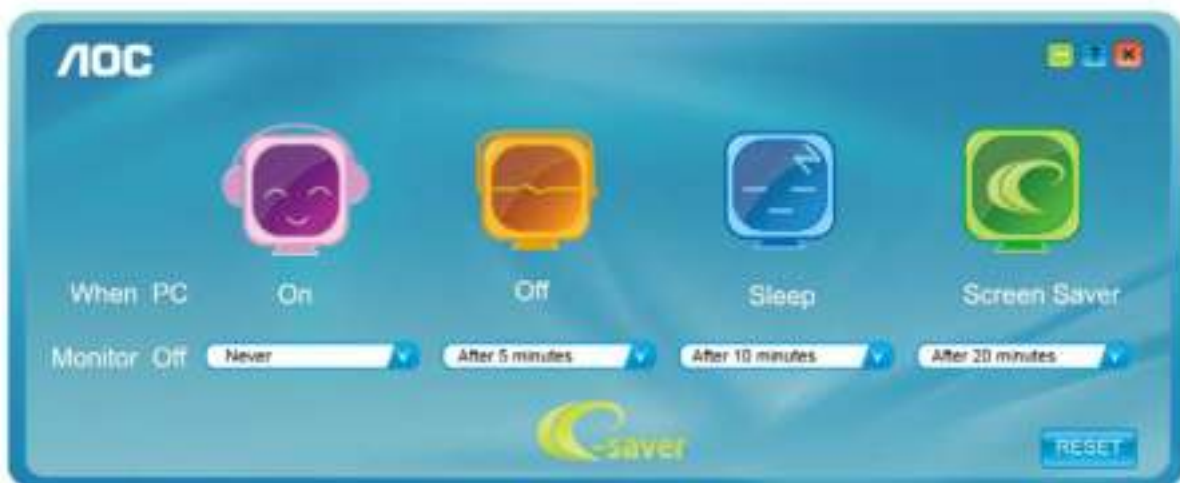 AOC
When PC On Off Sleep Screen Saver
Monitor Off Never After 5 minutes After 10 minutes After 20 minutes
e-saver
RESET